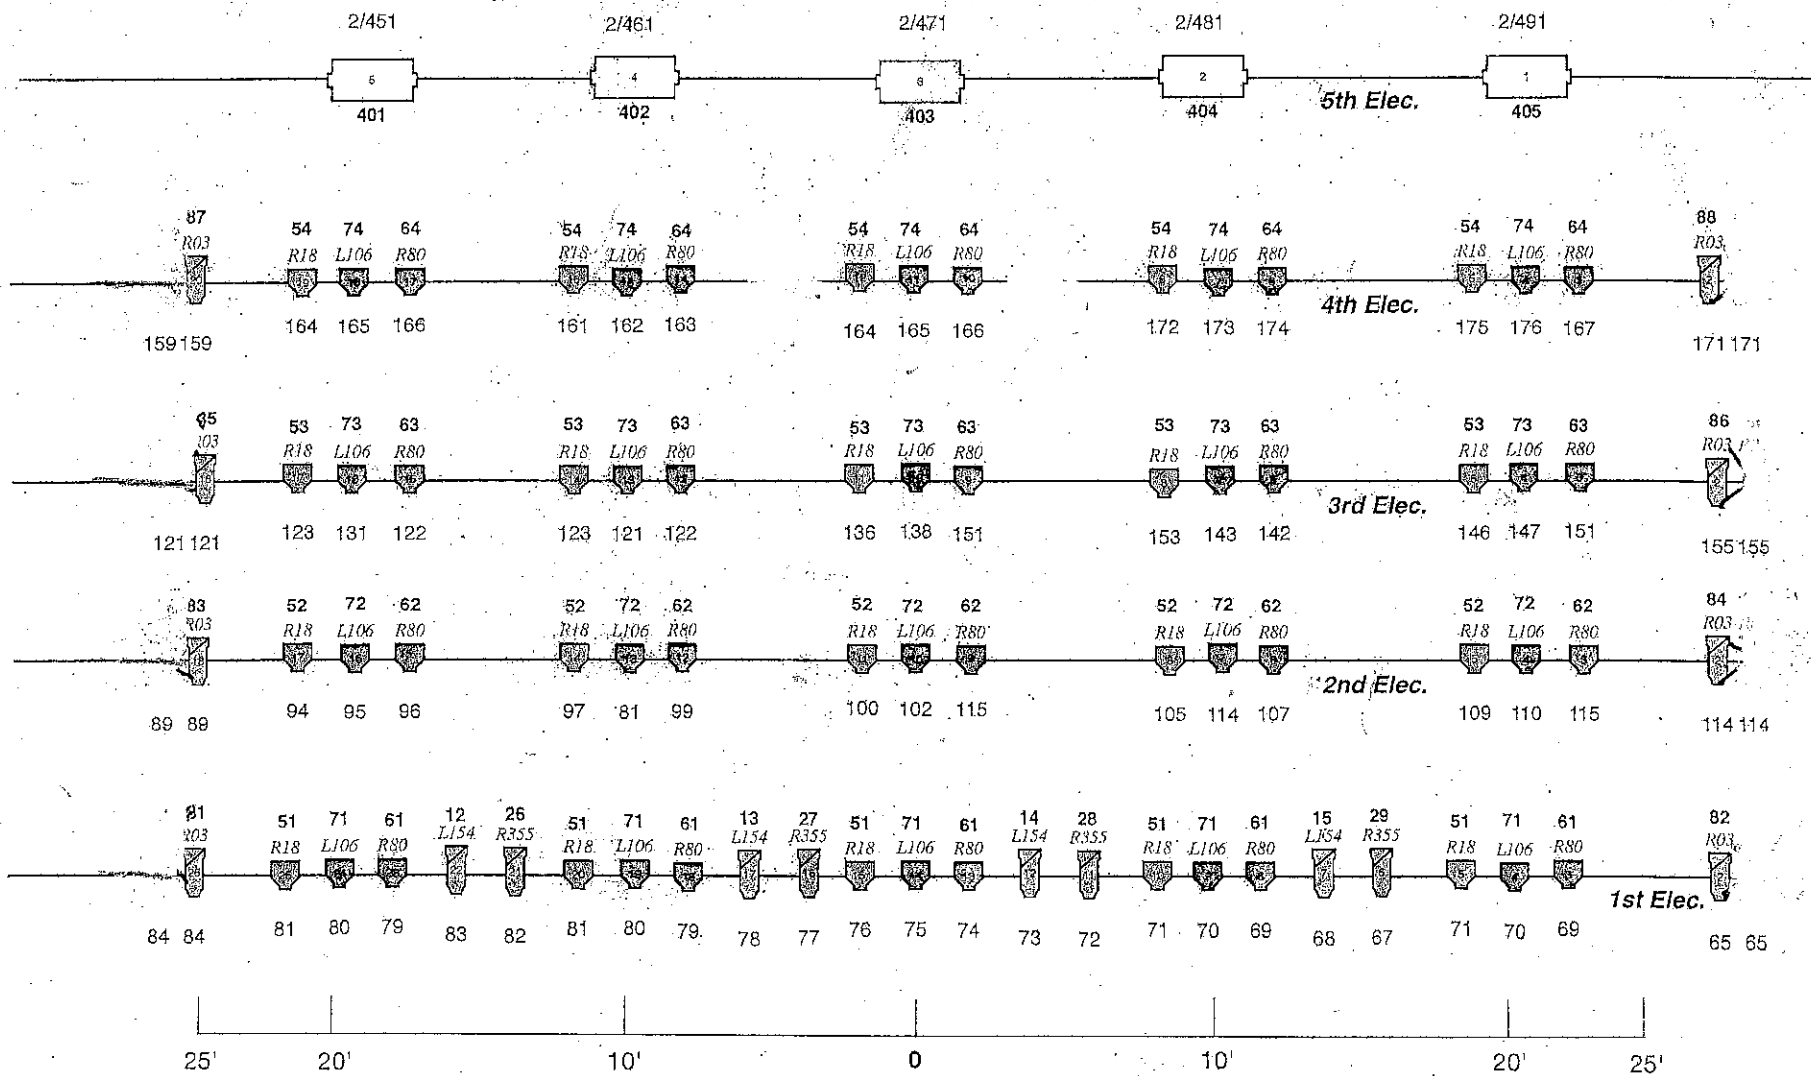 2/451 2/461 2/471 2/481 2/491
5 4 2 1
401 402 403 404 405
5th Elec.
87 54 74 64 54 74 64 54 74 64 54 74 64 54 74 64 88
R03 R18 L106 R80 R18 L106 R80 R18 L106 R80 R18 L106 R80 R18 L106 R80 R03
4th Elec.
159 159 164 165 166 161 162 163 164 165 166 172 173 174 175 176 167 171 171
53 73 63 53 73 63 53 73 63 53 73 63 53 73 63 86
R18 L106 R80 R18 L106 R80 R18 L106 R80 R18 L106 R80 R18 L106 R80 R03
3rd Elec.
121 121 123 131 122 123 121 122 136 138 151 153 143 142 146 147 151 155 155
83 52 72 62 52 72 62 52 72 62 52 72 62 52 72 62 84
R03 R18 L106 R80 R18 L106 R80 R18 L106 R80 R18 L106 R80 R18 L106 R80 R03
2nd Elec.
89 89 94 95 96 97 81 99 100 102 115 105 114 107 109 110 115 114 114
81 51 71 61 12 26 51 71 61 13 27 51 71 61 14 28 51 71 61 15 29 51 71 61 82
R03 R18 L106 R80 L154 R355 R18 L106 R80 L154 R355 R18 L106 R80 L154 R355 R18 L106 R80 L154 R355 R18 L106 R80 R03
1st Elec.
84 84 81 80 79 83 82 81 80 79 78 77 76 75 74 73 72 71 70 69 68 67 71 70 69 65 65
25' 20' 10' 0 10' 20' 25'